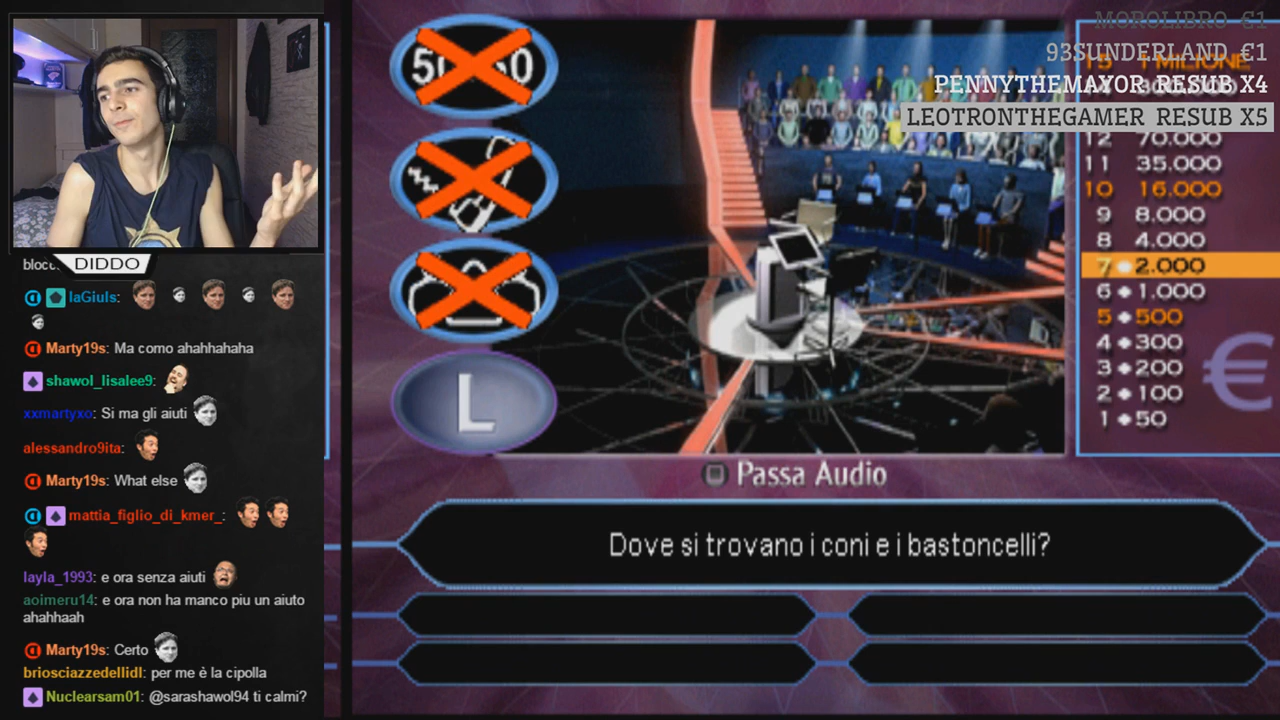 MOROLIBRO €1
93SUNDERLAND €1
PENNYTHEMAYOR RESUB X4
LEOTRONTHEGAMER RESUB X5
DIDDO
laGiuls:
Marty19s: Ma como ahahhahaha
shawol_lisalee9:
xxmartyxo: Si ma gli aiuti
alessandro9ita:
Marty19s: What else
mattia_figlio_di_kmer_:
layla_1993: e ora senza aiuti
aoimeru14: e ora non ha manco piu un aiuto
ahahhaah
Marty19s: Certo
briosciazzedellidl: per me è la cipolla
Nuclearsam01: @sarashawol94 ti calmi?
L
15 1 MILIONE
12 70.000
11 35.000
10 16.000
9 8.000
8 4.000
7 2.000
6 1.000
5 500
4 300
3 200
2 100
1 50
€
Passa Audio
Dove si trovano i coni e i bastoncelli?